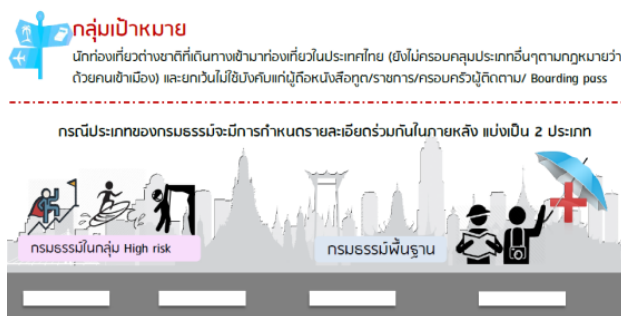 กลุ่มเป้าหมาย
นักท่องเที่ยวต่างชาติที่เดินทางเข้ามาท่องเที่ยวในประเทศไทย (ยังไม่ครอบคลุมประเภทอื่นๆตามกฎหมายว่า
ด้วยคนเข้าเมือง) และยกเว้นไม่ใช้บังคับแก่ผู้ถือหนังสือทูต/ราชการ/ครอบครัวผู้ติดตาม/ Boarding pass
กรณีประเภทของกรมธรรม์จะมีการกำหนดรายละเอียดร่วมกันในภายหลัง แบ่งเป็น 2 ประเภท
กรมธรรม์ในกลุ่ม High risk
กรมธรรม์พื้นฐาน